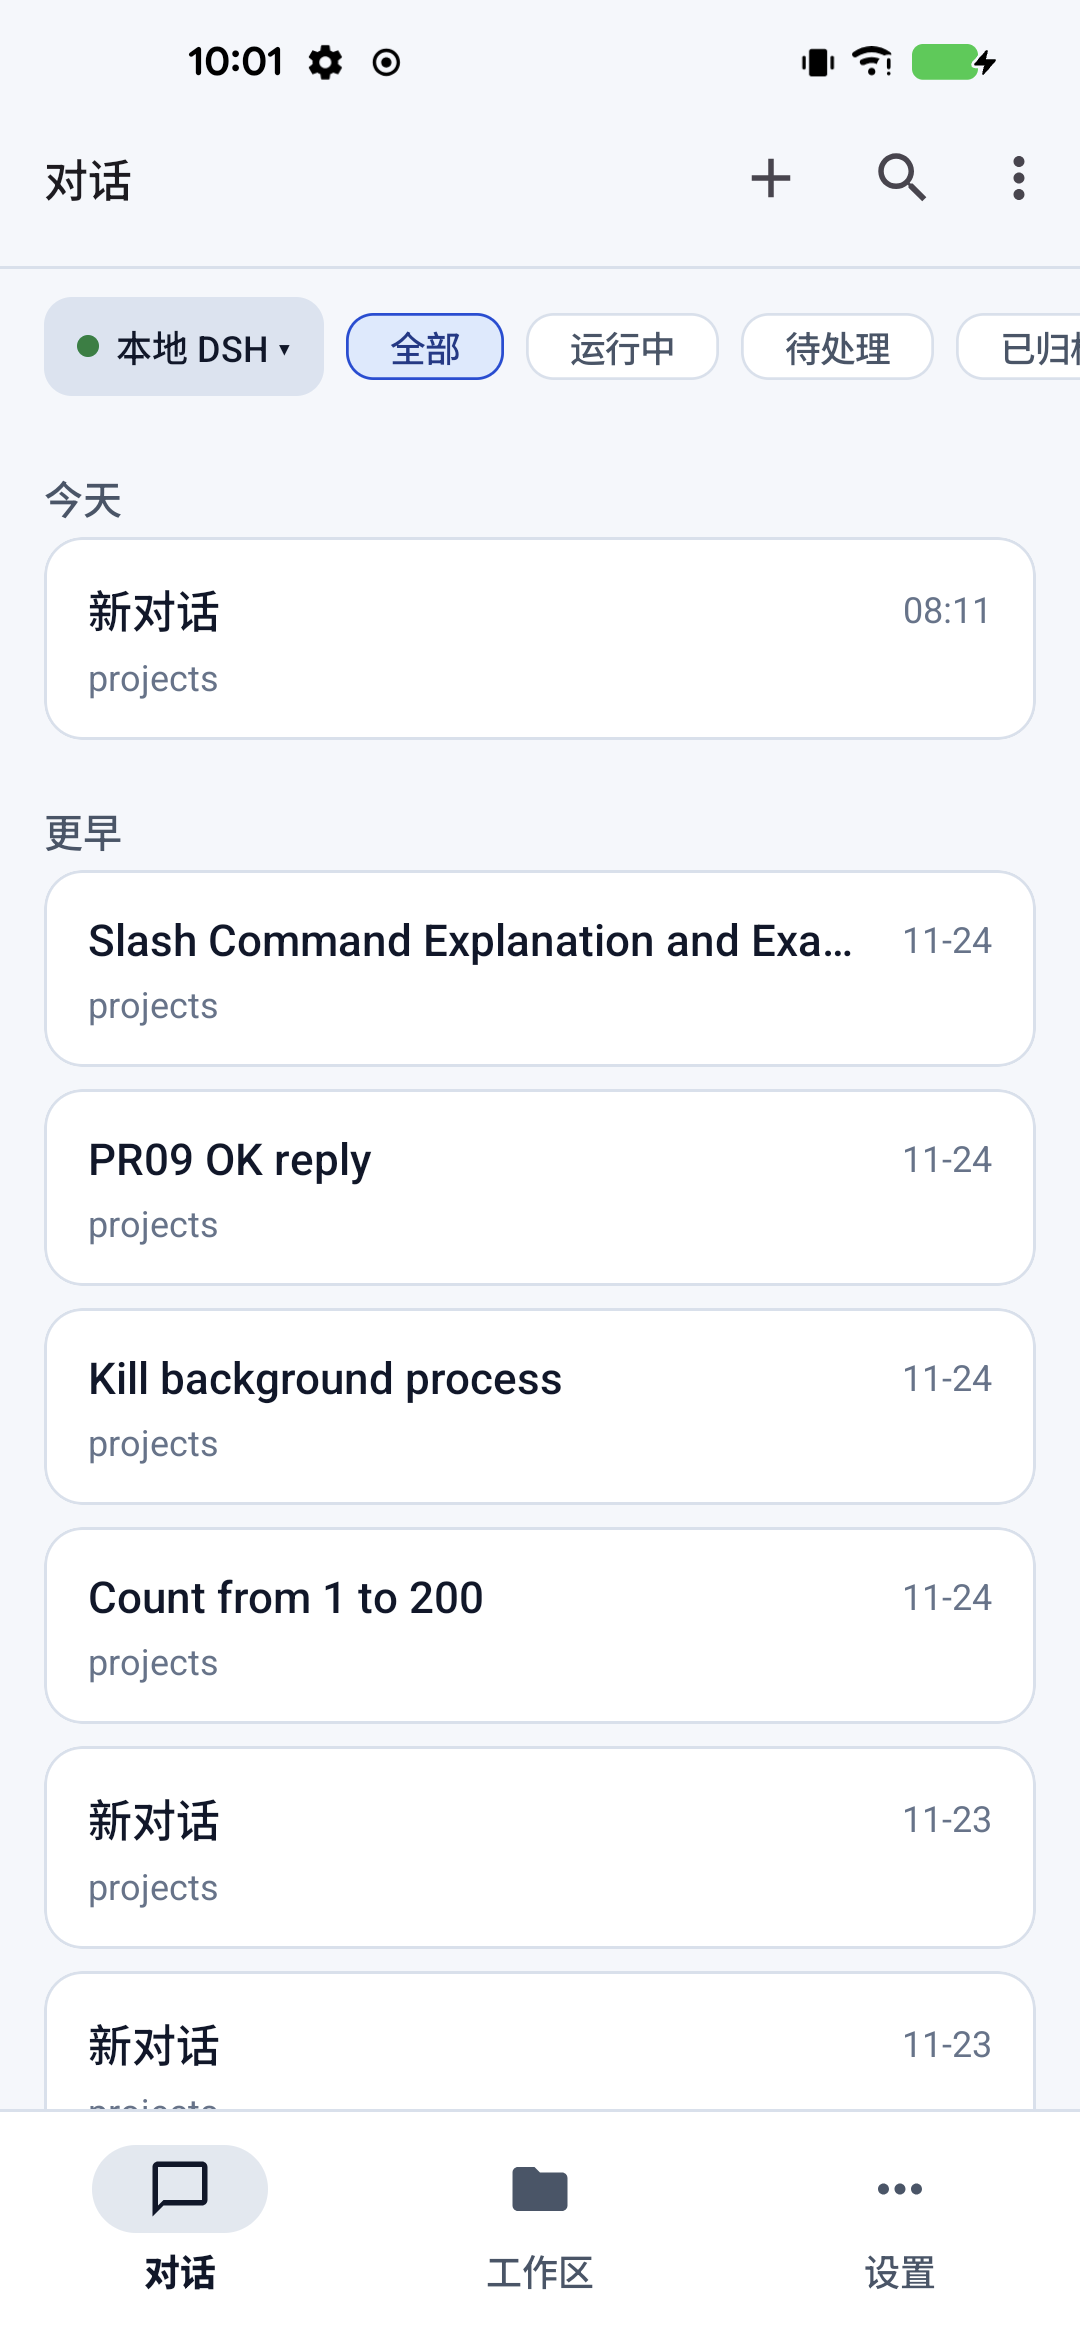 10:01
对话
本地 DSH ▾
全部
运行中
待处理
已归
今天
新对话
08:11
projects
更早
Slash Command Explanation and Exa...
11-24
projects
PR09 OK reply
11-24
projects
Kill background process
11-24
projects
Count from 1 to 200
11-24
projects
新对话
11-23
projects
新对话
11-23
projects
对话
工作区
设置